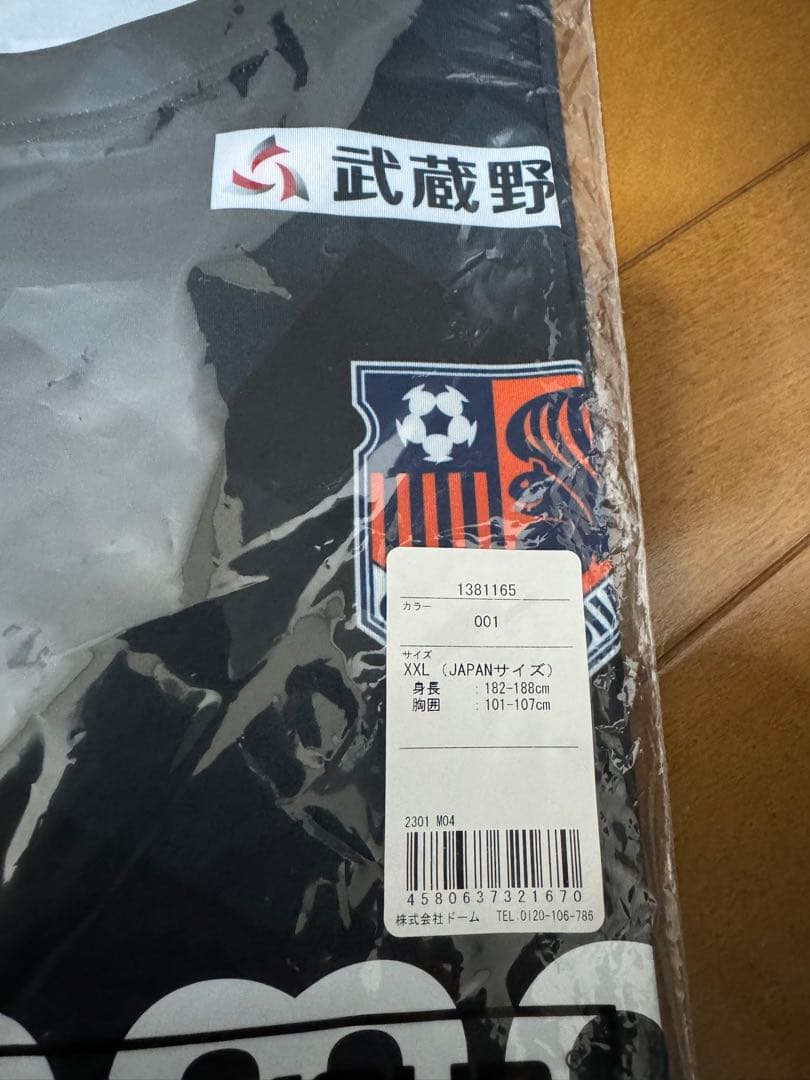 武蔵野
1381165
カラー
001
サイズ
XXL (JAPANサイズ)
身長 : 182-188cm
胸囲 : 101-107cm
2301 M04
4580637321670
株式会社ドーム TEL:0120-106-786